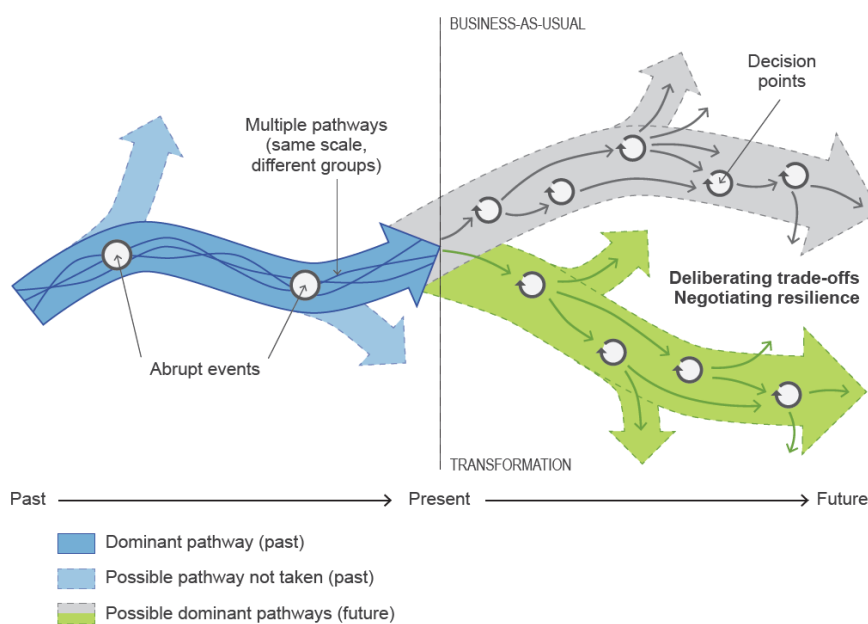 BUSINESS-AS-USUAL
Decision
points
Multiple pathways
(same scale,
different groups)
Deliberating trade-offs
Negotiating resilience
Abrupt events
TRANSFORMATION
Past
Present
Future
Dominant pathway (past)
Possible pathway not taken (past)
Possible dominant pathways (future)